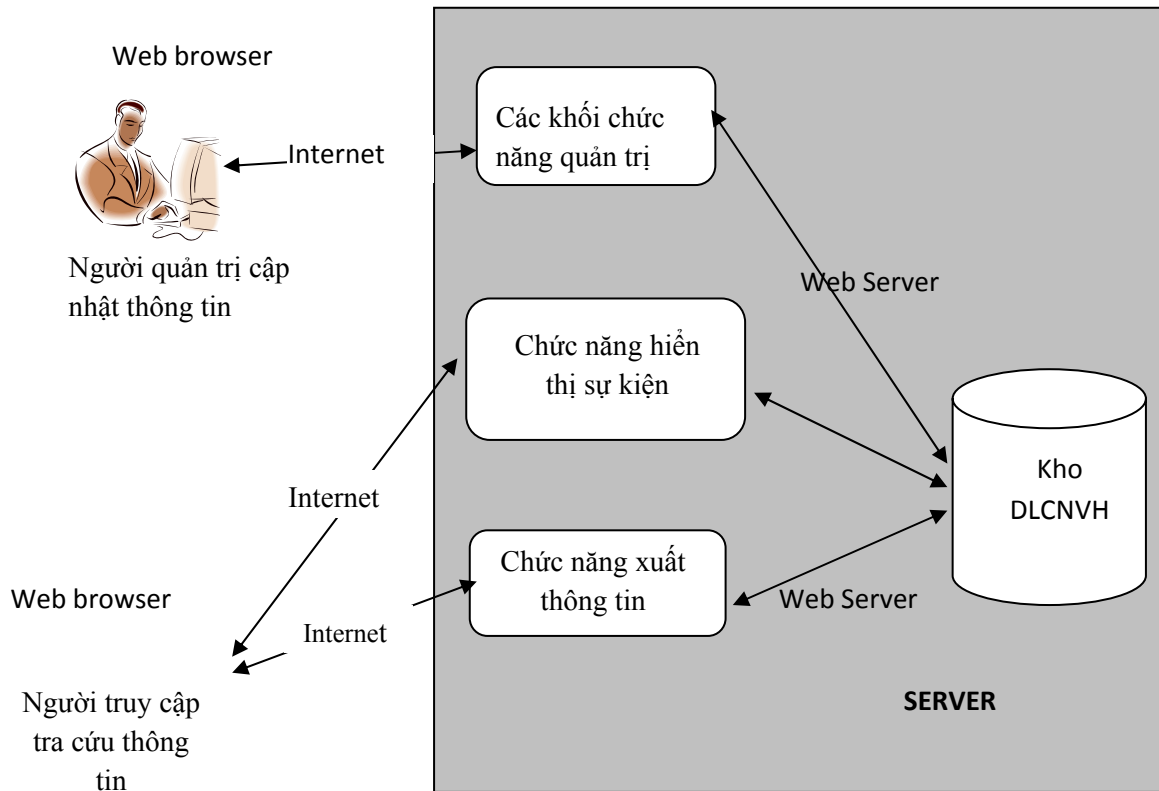 Web browser
Internet
Người quản trị cập
nhật thông tin
Các khối chức
năng quản trị
Web Server
Chức năng hiển
thị sự kiện
Internet
Kho
DLCNVH
Chức năng xuất
thông tin
Web Server
Web browser
Internet
Người truy cập
tra cứu thông
tin
SERVER